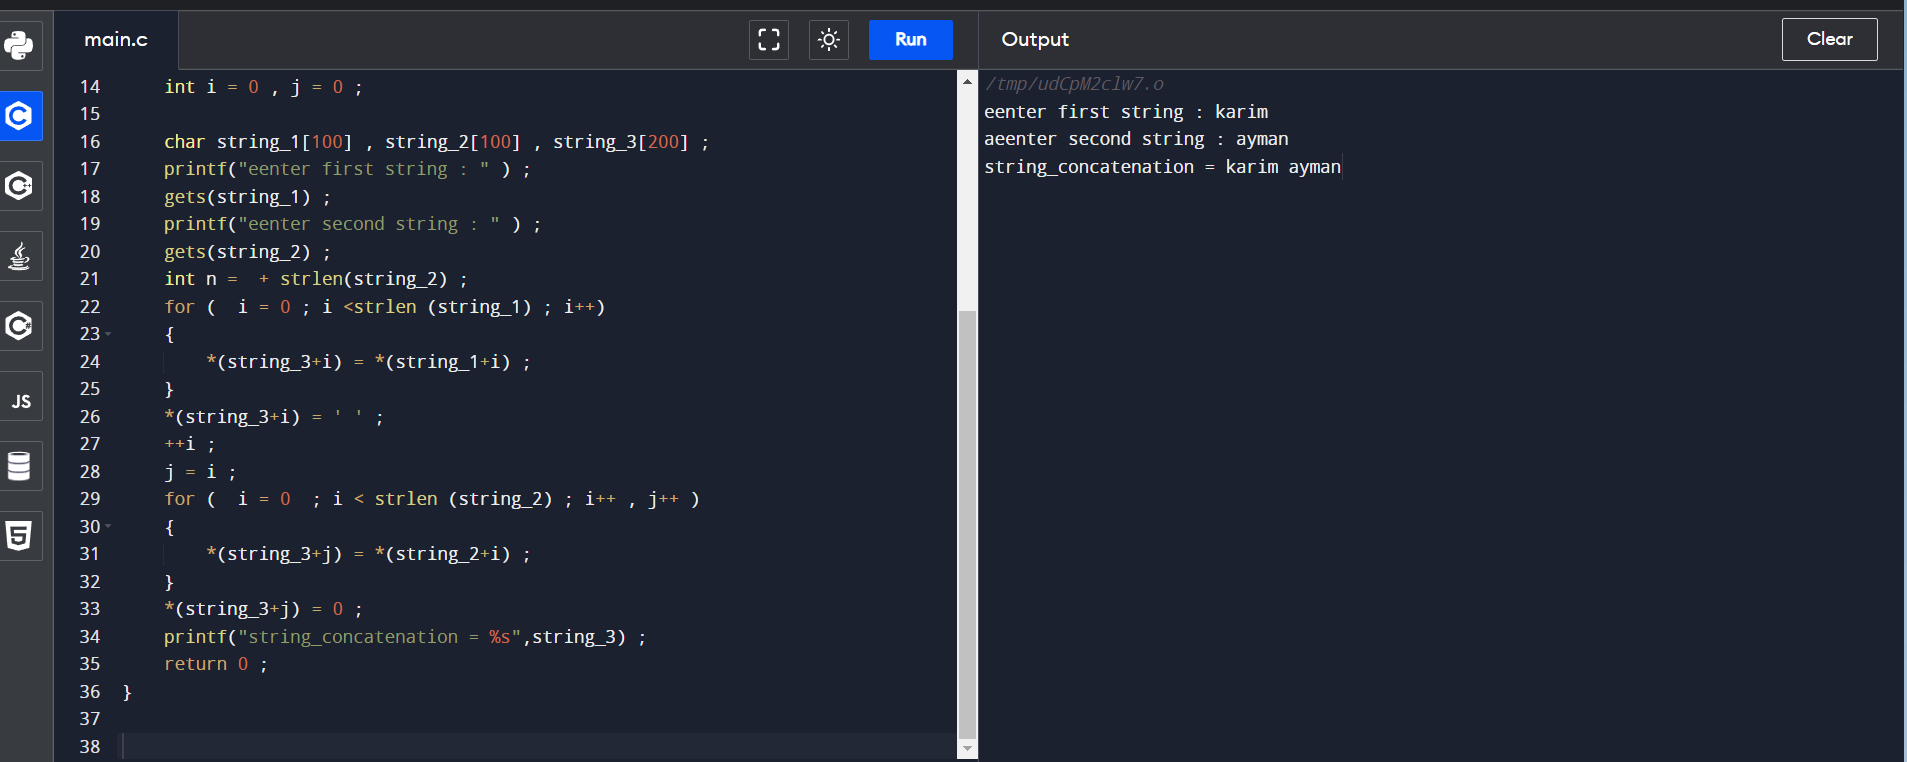 main.c
Run
Output
Clear
14 int i = 0 , j = 0 ;
15
16 char string_1[100] , string_2[100] , string_3[200] ;
17 printf("eenter first string : " ) ;
18 gets(string_1) ;
19 printf("eenter second string : " ) ;
20 gets(string_2) ;
21 int n =  + strlen(string_2) ;
22 for (  i = 0 ; i <strlen (string_1) ; i++)
23 {
24 *(string_3+i) = *(string_1+i) ;
25 }
26 *(string_3+i) = ' ' ;
27 ++i ;
28 j = i ;
29 for (  i = 0  ; i < strlen (string_2) ; i++ , j++ )
30 {
31 *(string_3+j) = *(string_2+i) ;
32 }
33 *(string_3+j) = 0 ;
34 printf("string_concatenation = %s",string_3) ;
35 return 0 ;
36 }
37
38
/tmp/udCpM2clw7.o
eenter first string : karim
aeenter second string : ayman
string_concatenation = karim ayman
C
C++
C#
JS
5